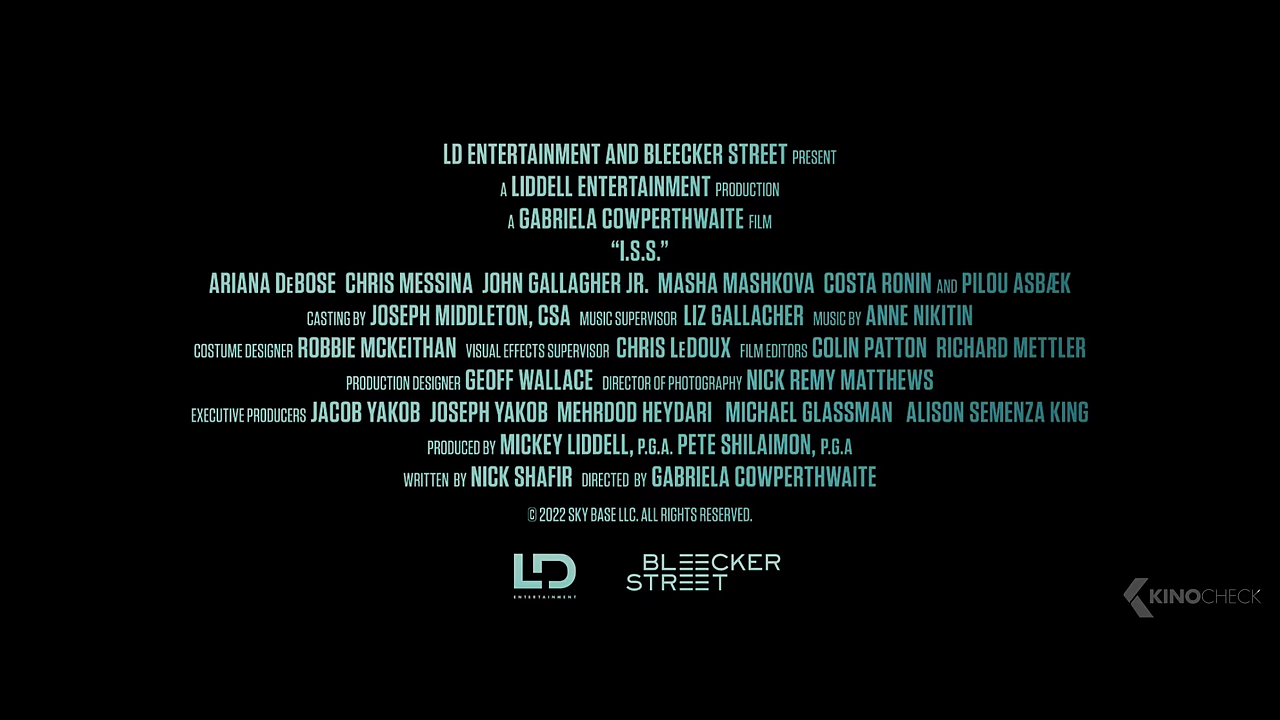 LD ENTERTAINMENT AND BLEECKER STREET PRESENT
A LIDDELL ENTERTAINMENT PRODUCTION
A GABRIELA COWPERTHWAITE FILM
“I.S.S.”
ARIANA DeBOSE CHRIS MESSINA JOHN GALLAGHER JR. MASHA MASHKOVA COSTA RONIN AND PILOU ASBÆK
CASTING BY JOSEPH MIDDLETON, CSA MUSIC SUPERVISOR LIZ GALLACHER MUSIC BY ANNE NIKITIN
COSTUME DESIGNER ROBBIE MCKEITHAN VISUAL EFFECTS SUPERVISOR CHRIS LeDOUX FILM EDITORS COLIN PATTON RICHARD METTLER
PRODUCTION DESIGNER GEOFF WALLACE DIRECTOR OF PHOTOGRAPHY NICK REMY MATTHEWS
EXECUTIVE PRODUCERS JACOB YAKOB JOSEPH YAKOB MEHRDOD HEYDARI MICHAEL GLASSMAN ALISON SEMENZA KING
PRODUCED BY MICKEY LIDDELL, P.G.A. PETE SHILAIMON, P.G.A
WRITTEN BY NICK SHAFIR DIRECTED BY GABRIELA COWPERTHWAITE
© 2022 SKY BASE LLC. ALL RIGHTS RESERVED.
LD
ENTERTAINMENT
BLEECKER
STREET
KINOCHECK